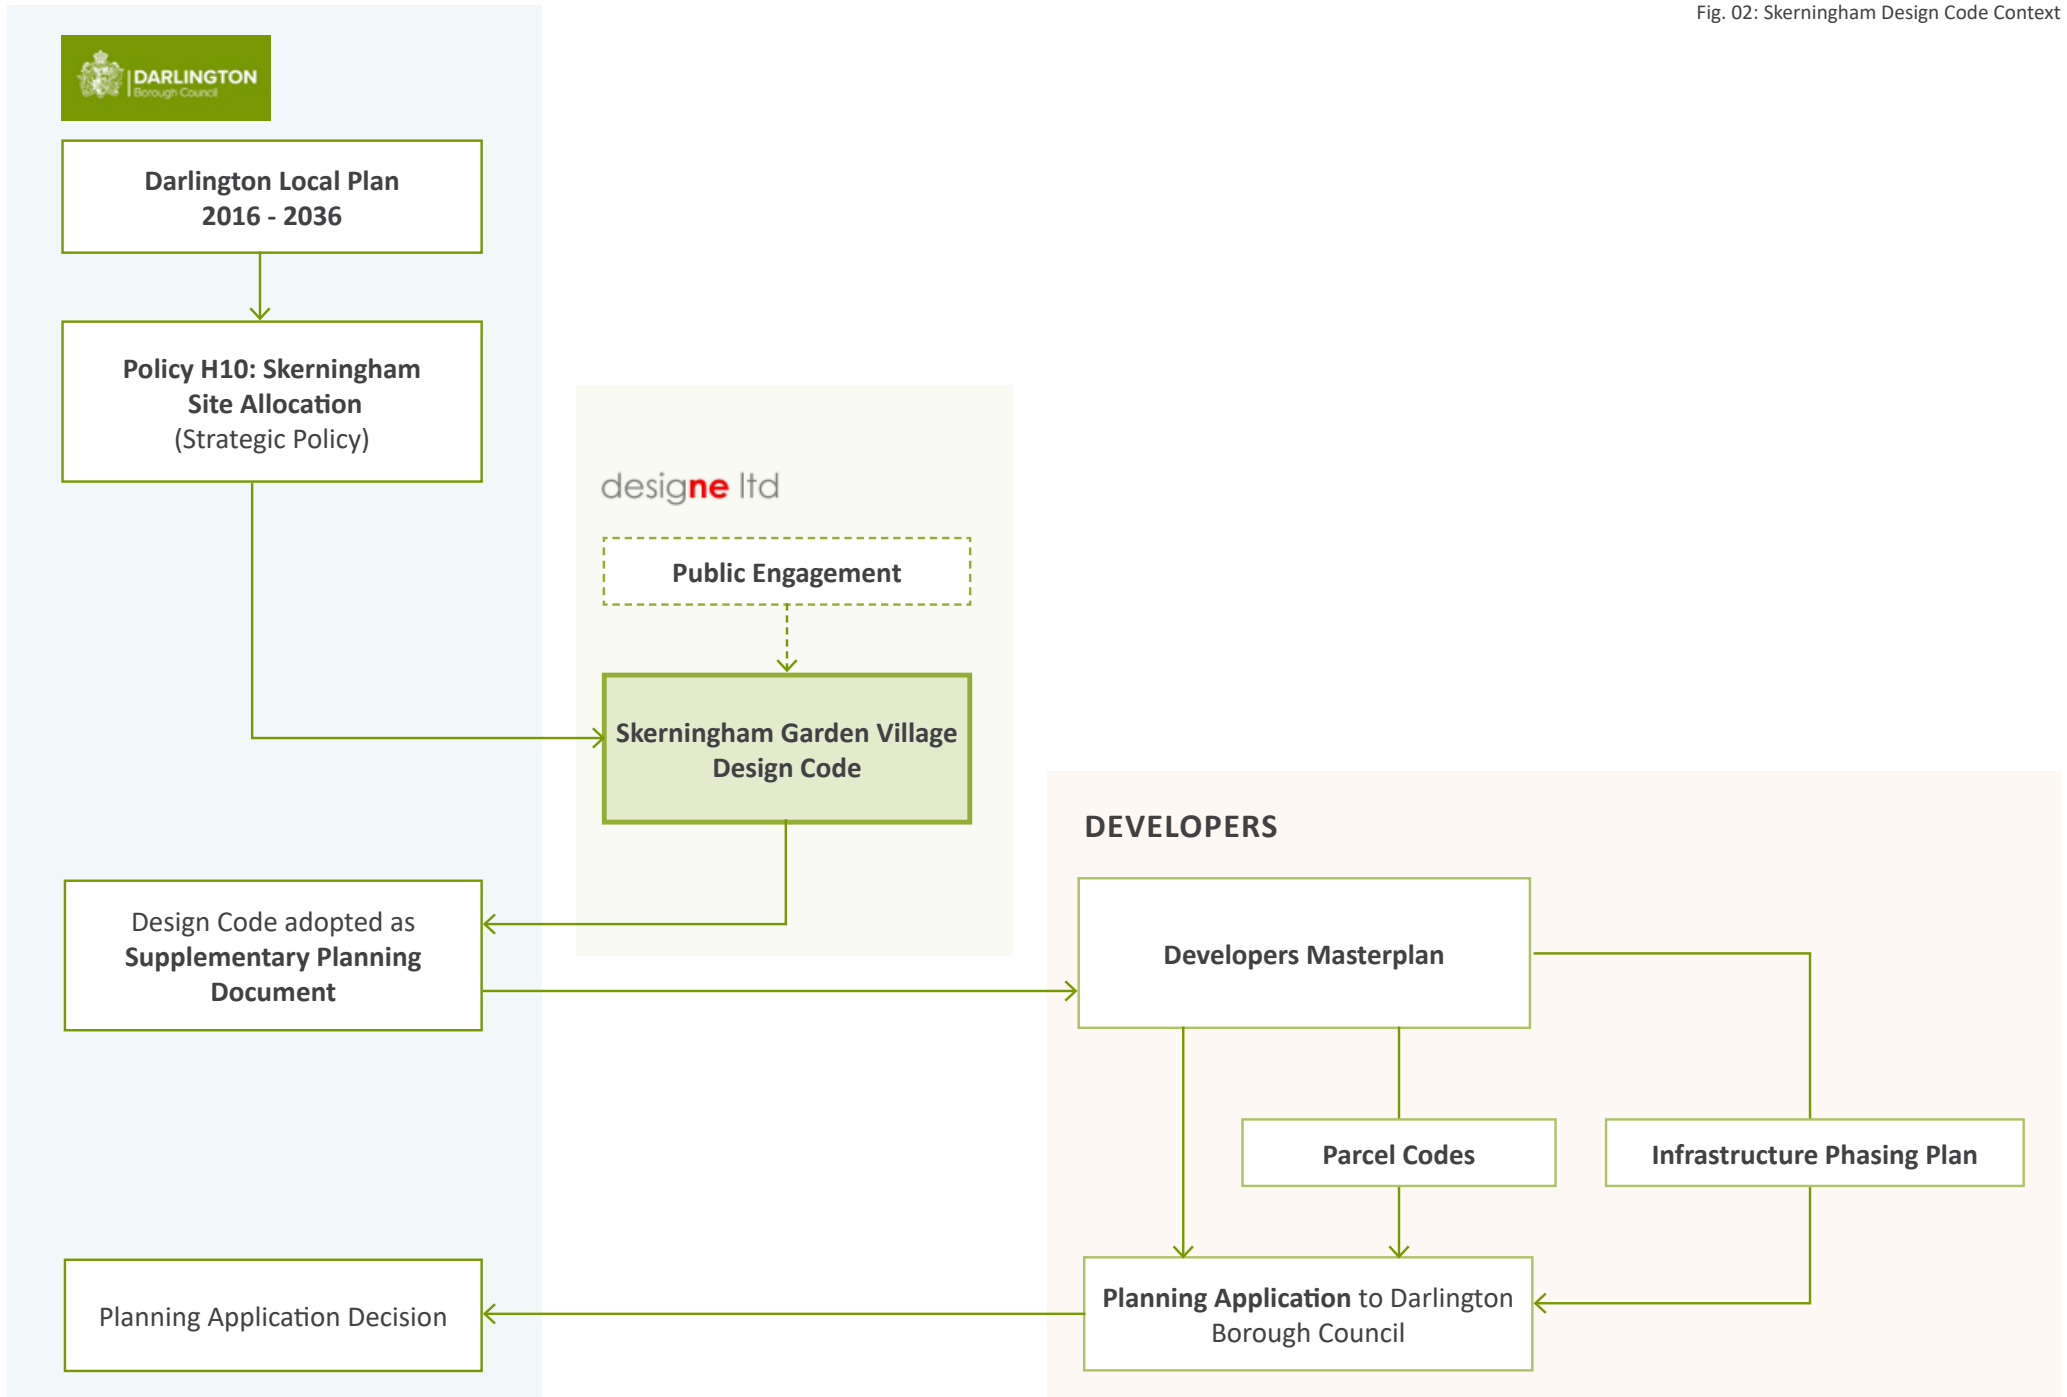 Fig. 02: Skerningham Design Code Context
DARLINGTON
Borough Council
Darlington Local Plan
2016 - 2036
Policy H10: Skerningham
Site Allocation
(Strategic Policy)
designe ltd
Public Engagement
Skerningham Garden Village
Design Code
Design Code adopted as
Supplementary Planning
Document
DEVELOPERS
Developers Masterplan
Parcel Codes
Infrastructure Phasing Plan
Planning Application to Darlington
Borough Council
Planning Application Decision